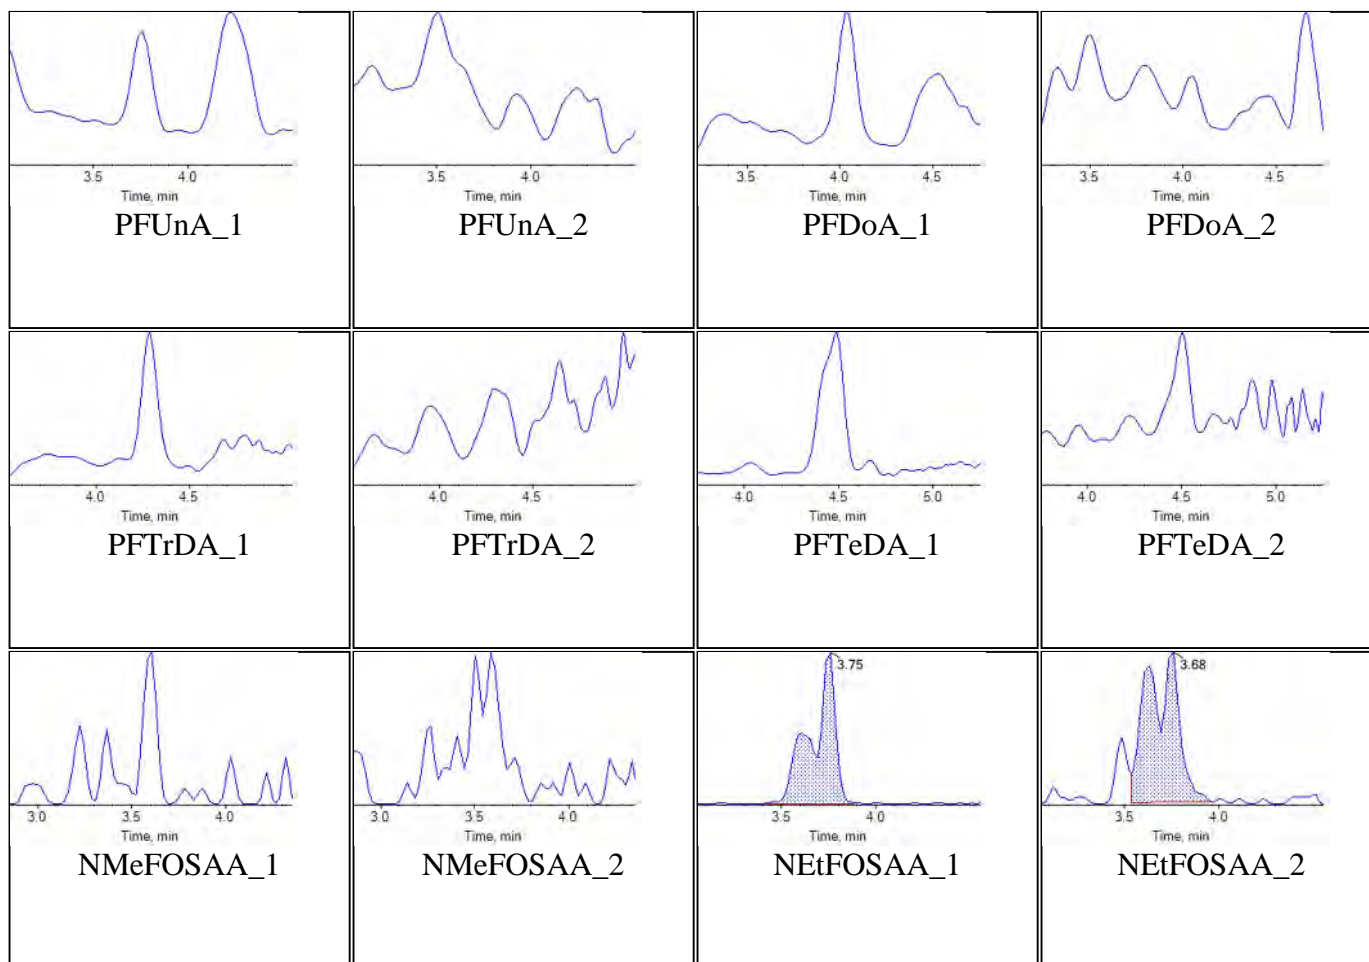 3.5 4.0
Time, min
PFUnA_1
3.5 4.0
Time, min
PFUnA_2
3.5 4.0 4.5
Time, min
PFDoA_1
3.5 4.0 4.5
Time, min
PFDoA_2
4.0 4.5
Time, min
PFTrDA_1
4.0 4.5
Time, min
PFTrDA_2
4.0 4.5 5.0
Time, min
PFTeDA_1
4.0 4.5 5.0
Time, min
PFTeDA_2
3.0 3.5 4.0
Time, min
NMeFOSAA_1
3.0 3.5 4.0
Time, min
NMeFOSAA_2
3.75
3.5 4.0
Time, min
NEtFOSAA_1
3.68
3.5 4.0
Time, min
NEtFOSAA_2